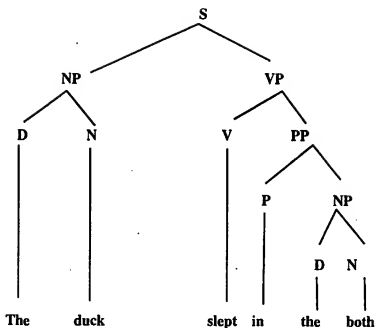 S
NP VP
D N V PP
P NP
D N
The duck slept in the both